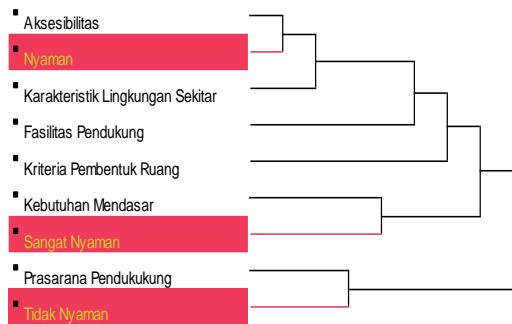 Aksesibilitas
Nyaman
Karakteristik Lingkungan Sekitar
Fasilitas Pendukung
Kriteria Pembentuk Ruang
Kebutuhan Mendasar
Sangat Nyaman
Prasarana Pendukukung
Tidak Nyaman